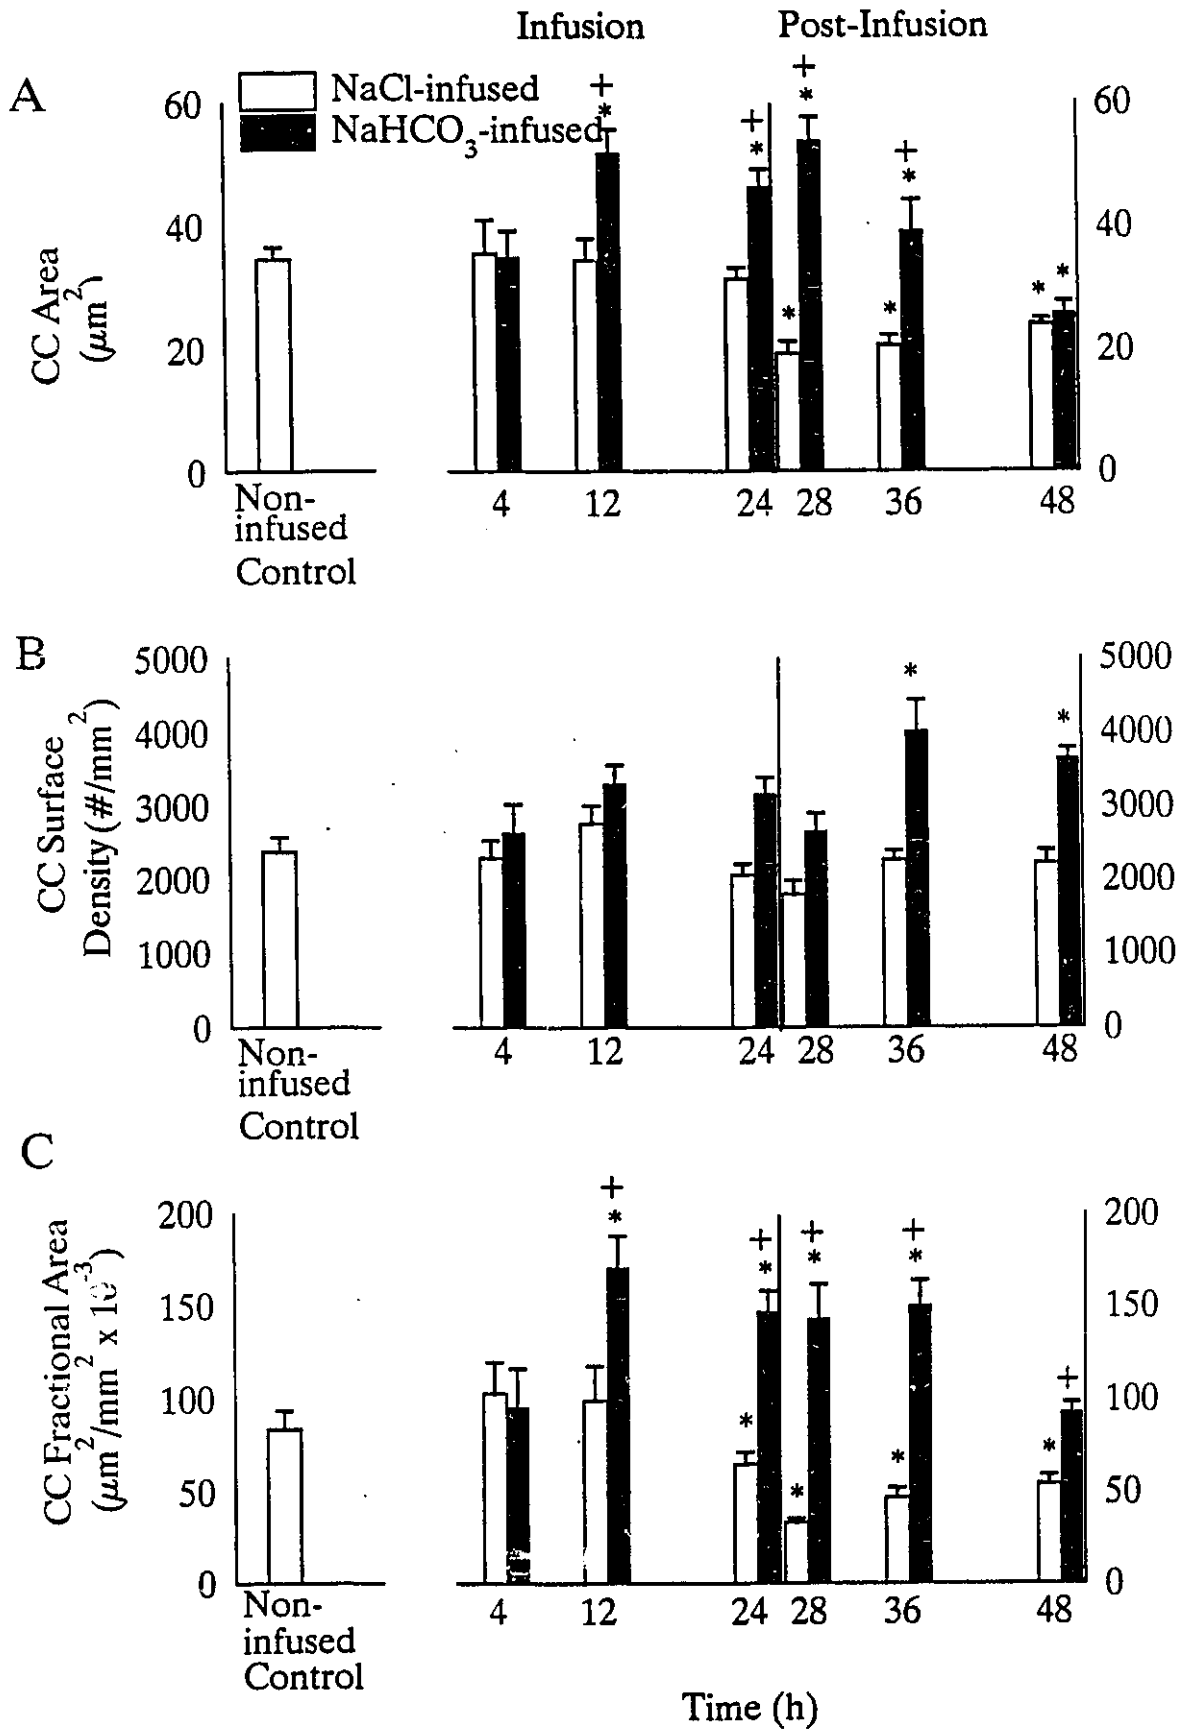 Infusion Post-Infusion
A
NaCl-infused
NaHCO3-infused
60
40
20
0
CC Area
(μm2)
60
40
20
0
+
*
+
*
+
*
+
*
*
*
*
*
Non-
infused
Control
4 12 24 28 36 48
B
5000
4000
3000
2000
1000
0
CC Surface
Density (#/mm2)
5000
4000
3000
2000
1000
0
*
*
Non-
infused
Control
4 12 24 28 36 48
C
200
150
100
50
0
CC Fractional Area
(μm2/mm2 x 10-3)
200
150
100
50
0
+
*
+
*
+
*
+
*
+
*
*
*
*
Non-
infused
Control
4 12 24 28 36 48
Time (h)